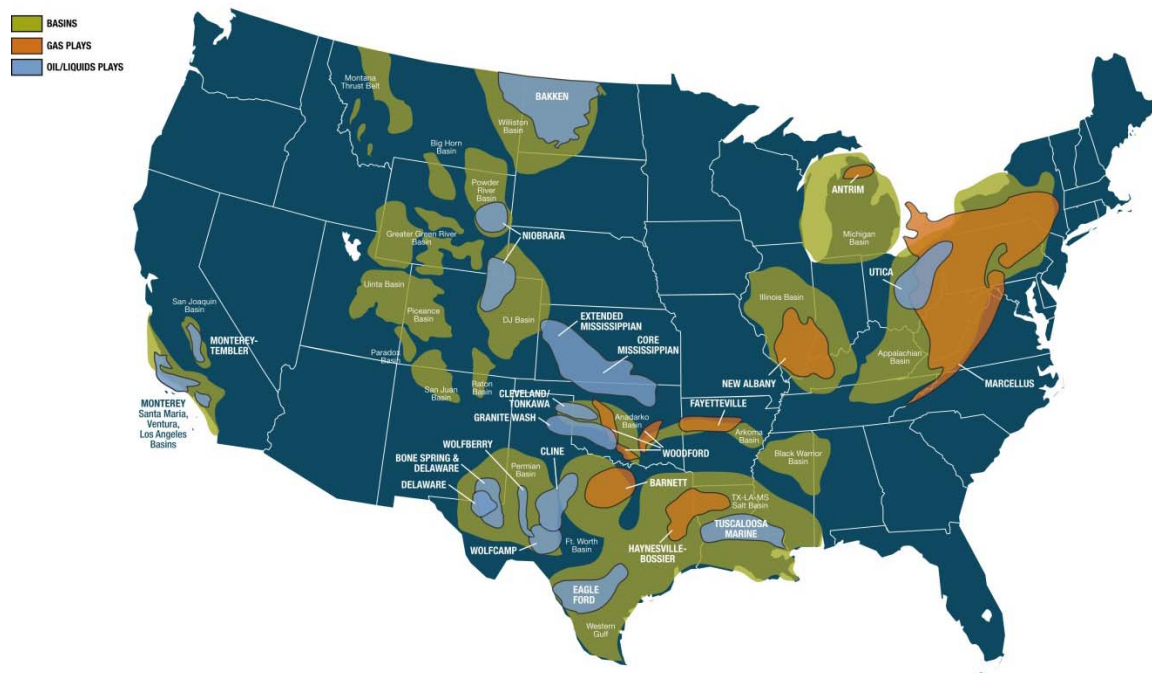 BASINS
GAS PLAYS
OIL/LIQUIDS PLAYS
Montana
Thrust Belt
BAKKEN
Williston
Basin
Big Horn
Basin
Powder
River
Basin
ANTRIM
Greater Green River
Basin
NIOBRARA
Michigan
Basin
UTICA
Uinta Basin
San Joaquin
Basin
Piceance
Basin
DJ Basin
Illinois Basin
EXTENDED
MISSISSIPPIAN
MONTEREY-
TEMBLER
CORE
MISSISSIPPIAN
Paradox
Basin
Appalachian
Basin
San Juan
Basin
Raton
Basin
NEW ALBANY
MARCELLUS
CLEVELAND/
TONKAWA
FAYETTEVILLE
MONTEREY
Santa Maria,
Ventura,
Los Angeles
Basins
GRANITE WASH
Anadarko
Basin
Arkoma
Basin
WOLFBERRY
WOODFORD
Black Warrior
Basin
BONE SPRING &
DELAWARE
CLINE
Permian
Basin
DELAWARE
BARNETT
TX-LA-MS
Salt Basin
TUSCALOOSA
MARINE
WOLFCAMP
Ft. Worth
Basin
HAYNESVILLE-
BOSSIER
EAGLE
FORD
Western
Gulf